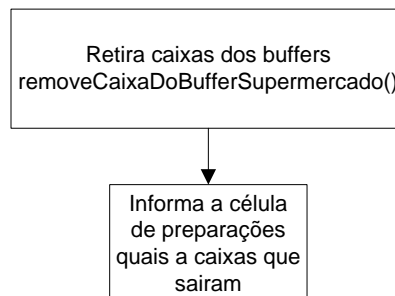 Retira caixas dos buffers
removeCaixaDoBufferSupermercado()
Informa a célula
de preparações
quais a caixas que
sairam